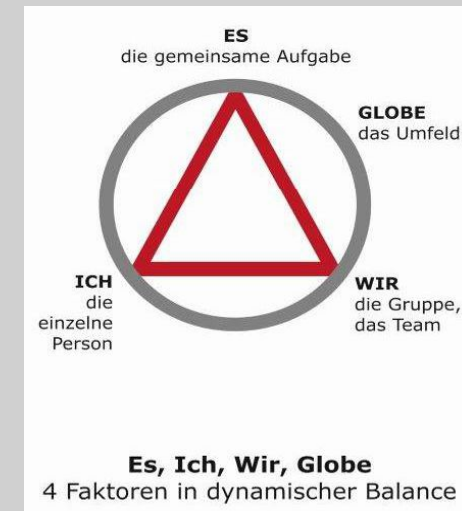 ES
die gemeinsame Aufgabe
GLOBE
das Umfeld
ICH
die
einzelne
Person
WIR
die Gruppe,
das Team
Es, Ich, Wir, Globe
4 Faktoren in dynamischer Balance